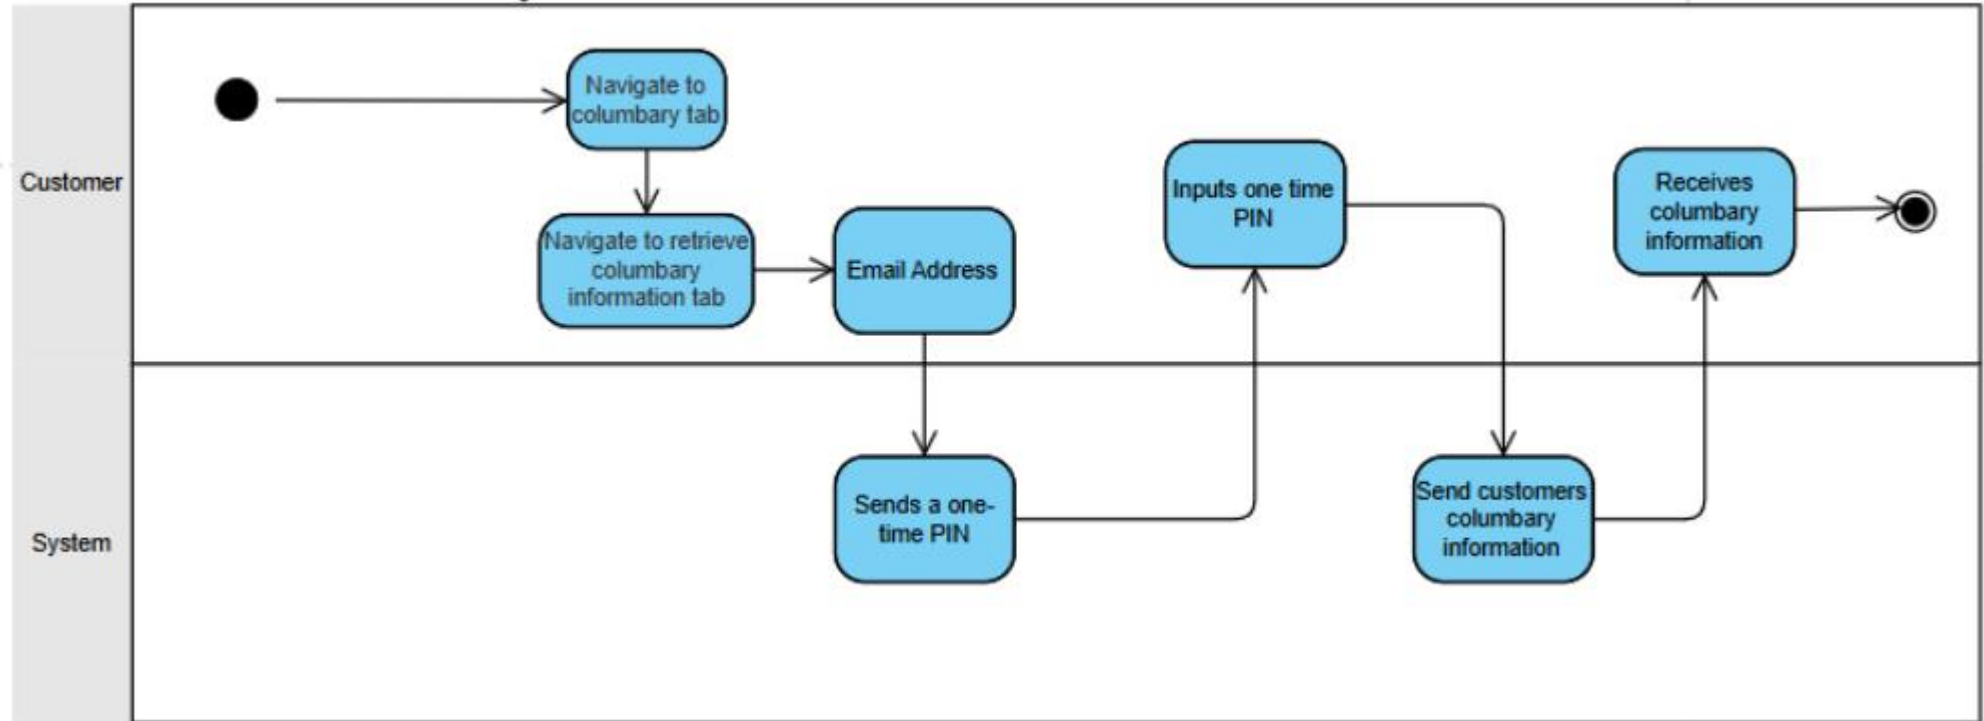 Customer
Navigate to
columbary tab
Navigate to retrieve
columbary
information tab
Email Address
Inputs one time
PIN
Receives
columbary
information
System
Sends a one-
time PIN
Send customers
columbary
information